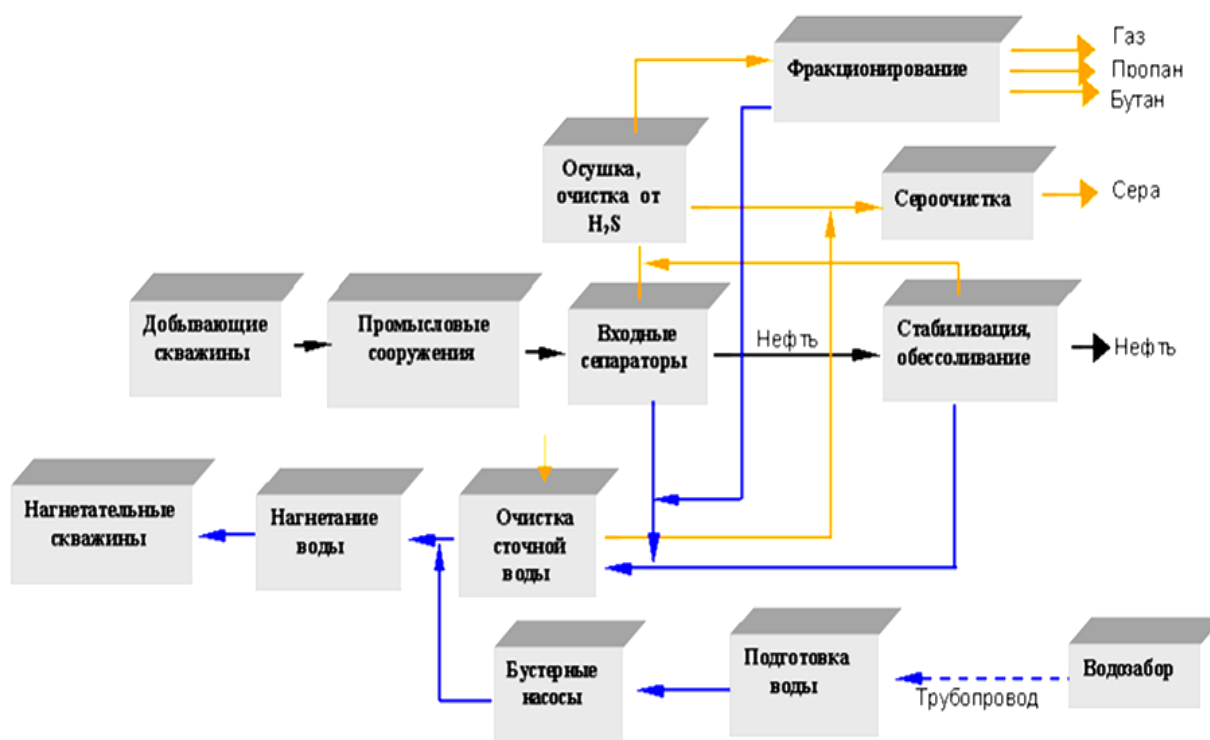 Фракционирование
Газ
Пропан
Бутан
Осушка,
очистка от
H2S
Сероочистка
Сера
Добывающие
скважины
Промысловые
сооружения
Входные
сепараторы
Нефть
Стабилизация,
обессоливание
Нефть
Нагнетательные
скважины
Нагнетание
воды
Очистка
сточной
воды
Бустерные
насосы
Подготовка
воды
Трубопровод
Водозабор